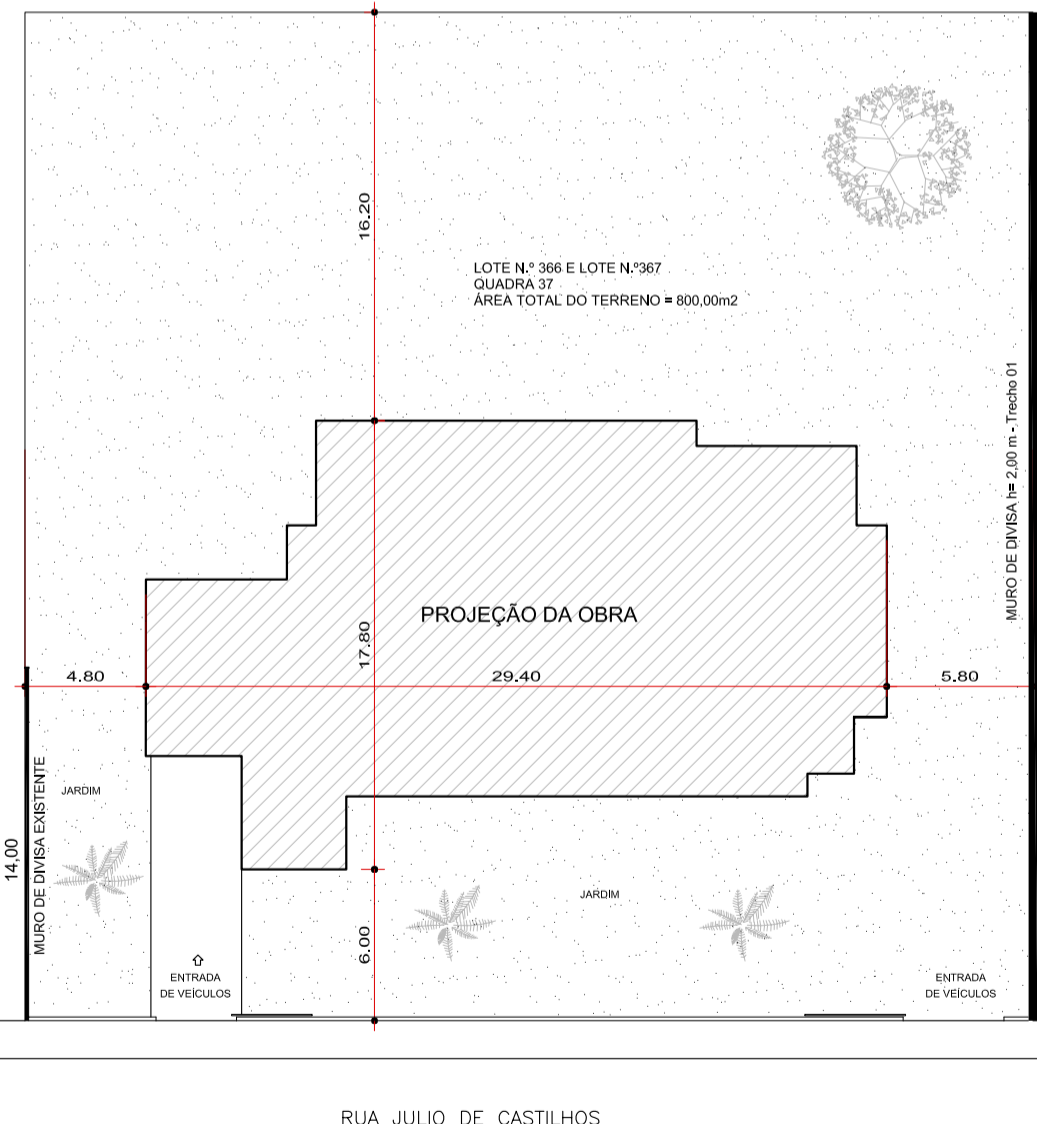 16.20
LOTE N.º 366 E LOTE N.º367
QUADRA 37
ÁREA TOTAL DO TERRENO = 800,00m2
MURO DE DIVISA h= 2,00 m - Trecho 01
PROJEÇÃO DA OBRA
17.80
4.80
29.40
5.80
JARDIM
MURO DE DIVISA EXISTENTE
14,00
JARDIM
6.00
ENTRADA
DE VEÍCULOS
ENTRADA
DE VEÍCULOS
RUA JULIO DE CASTILHOS